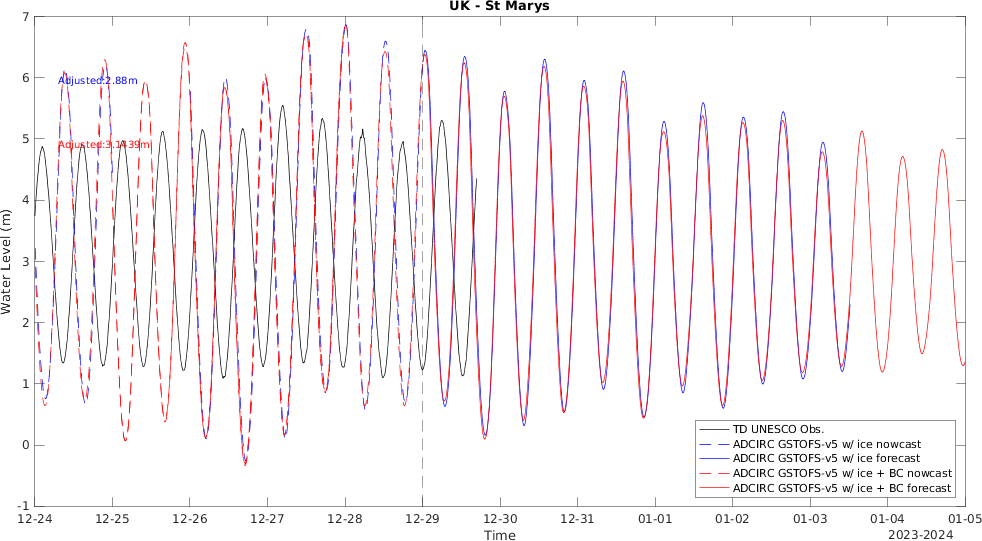 UK - St Marys
Water Level (m)
7
6
5
4
3
2
1
0
-1
Adjusted:2.88m
Adjusted:3.1439m
TD UNESCO Obs.
ADCIRC GSTOFS-v5 w/ ice nowcast
ADCIRC GSTOFS-v5 w/ ice forecast
ADCIRC GSTOFS-v5 w/ ice + BC nowcast
ADCIRC GSTOFS-v5 w/ ice + BC forecast
12-24 12-25 12-26 12-27 12-28 12-29 12-30 12-31 01-01 01-02 01-03 01-04 01-05
Time
2023-2024